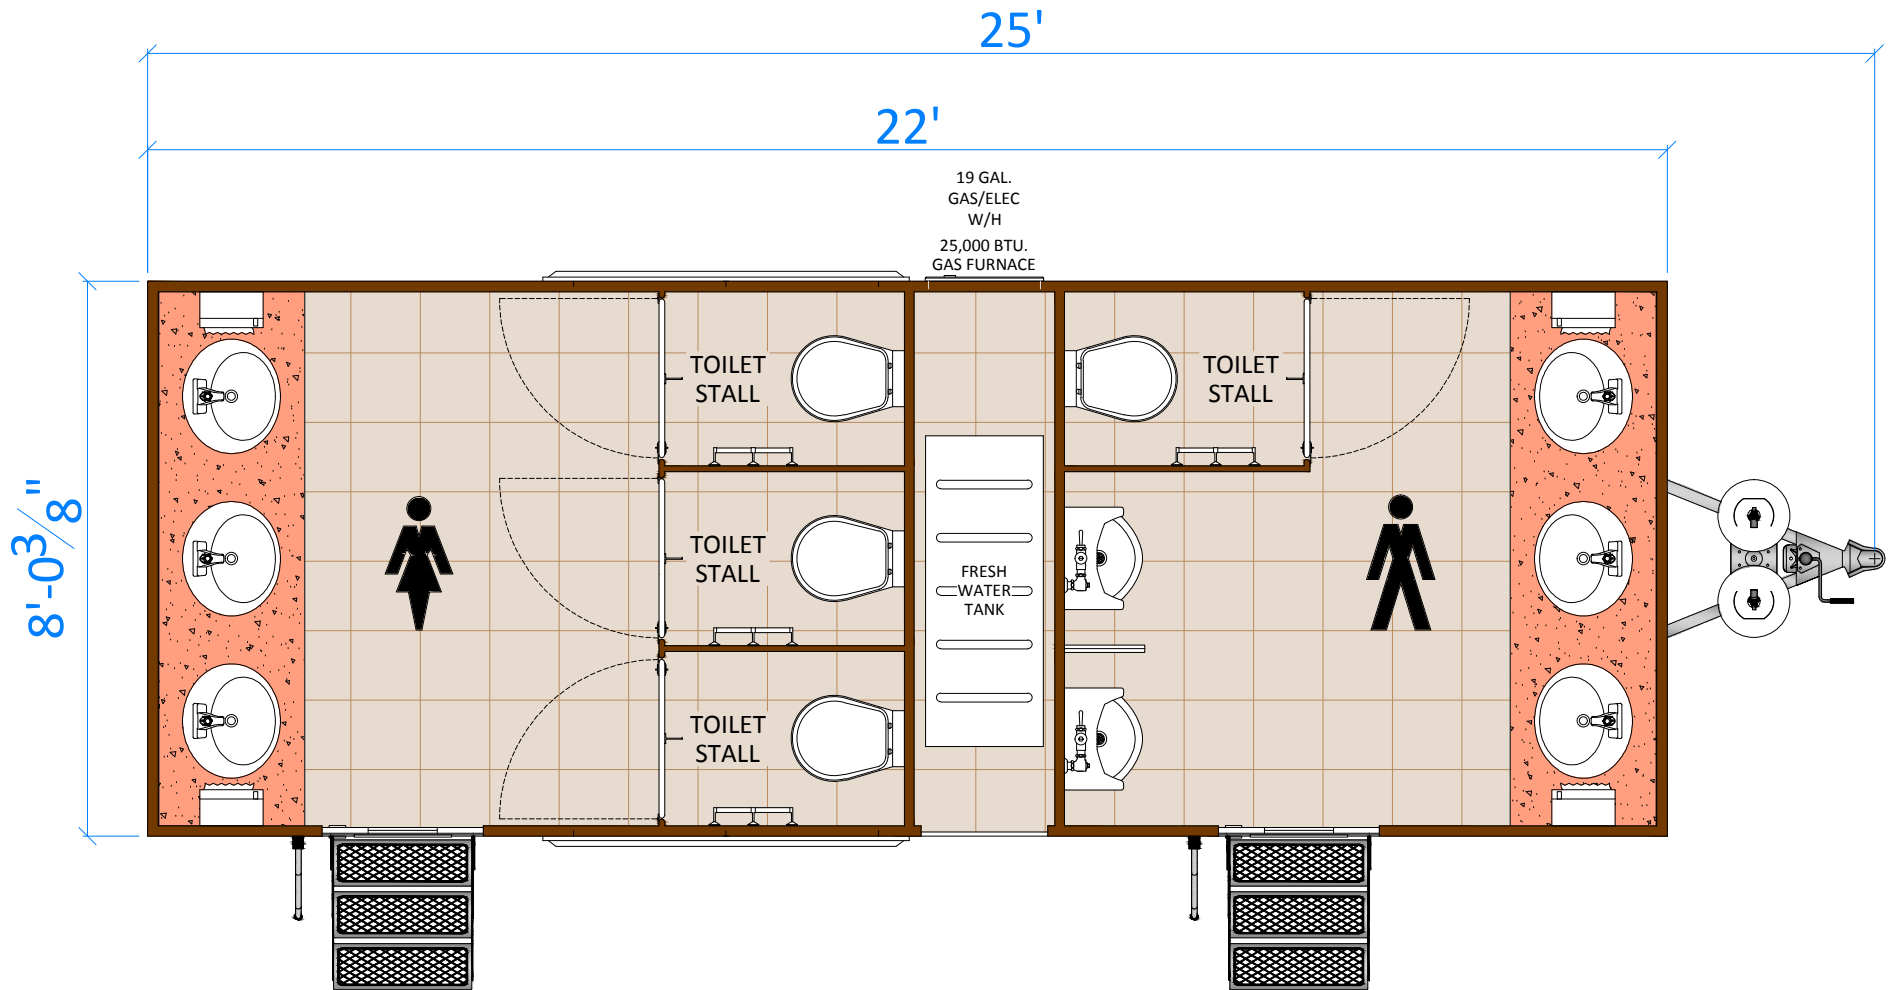 25'
22'
19 GAL.
GAS/ELEC
W/H
25,000 BTU.
GAS FURNACE
8'-0 3/8"
TOILET
STALL
TOILET
STALL
TOILET
STALL
FRESH
WATER
TANK
TOILET
STALL